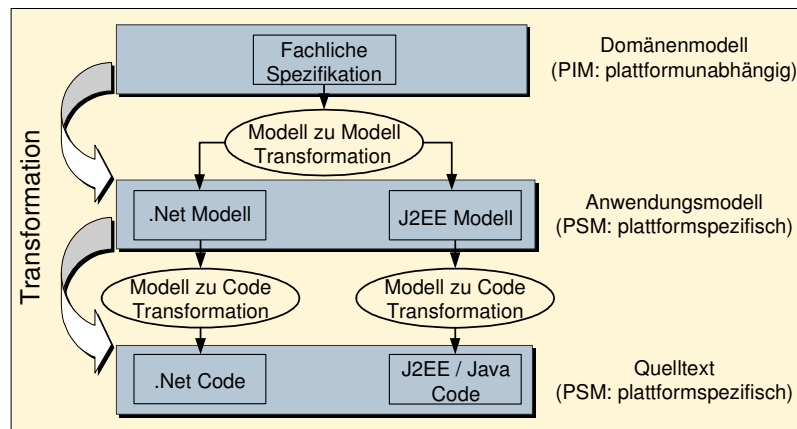 Transformation
Fachliche
Spezifikation
Domänenmodell
(PIM: plattformunabhängig)
Modell zu Modell
Transformation
.Net Modell
J2EE Modell
Anwendungsmodell
(PSM: plattformspezifisch)
Modell zu Code
Transformation
Modell zu Code
Transformation
.Net Code
J2EE / Java
Code
Quelltext
(PSM: plattformspezifisch)